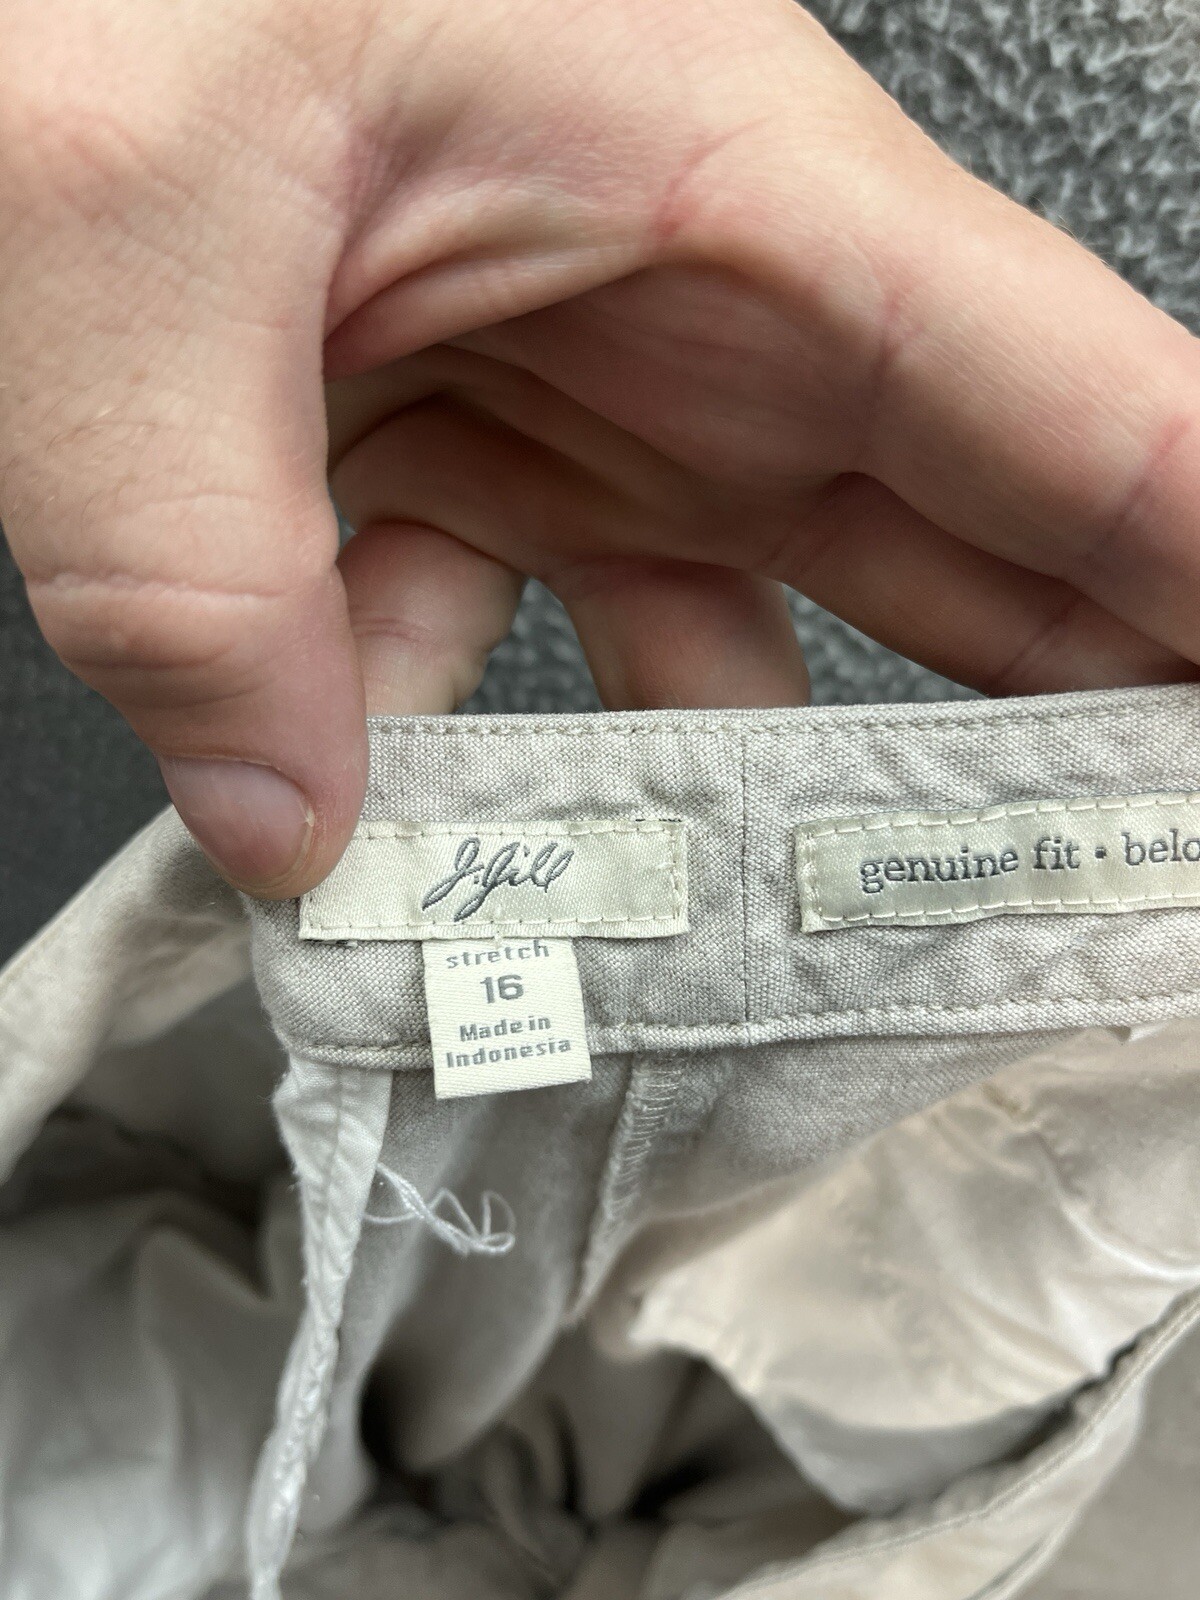 J.Jill
genuine fit • belo
stretch
16
Made in
Indonesia